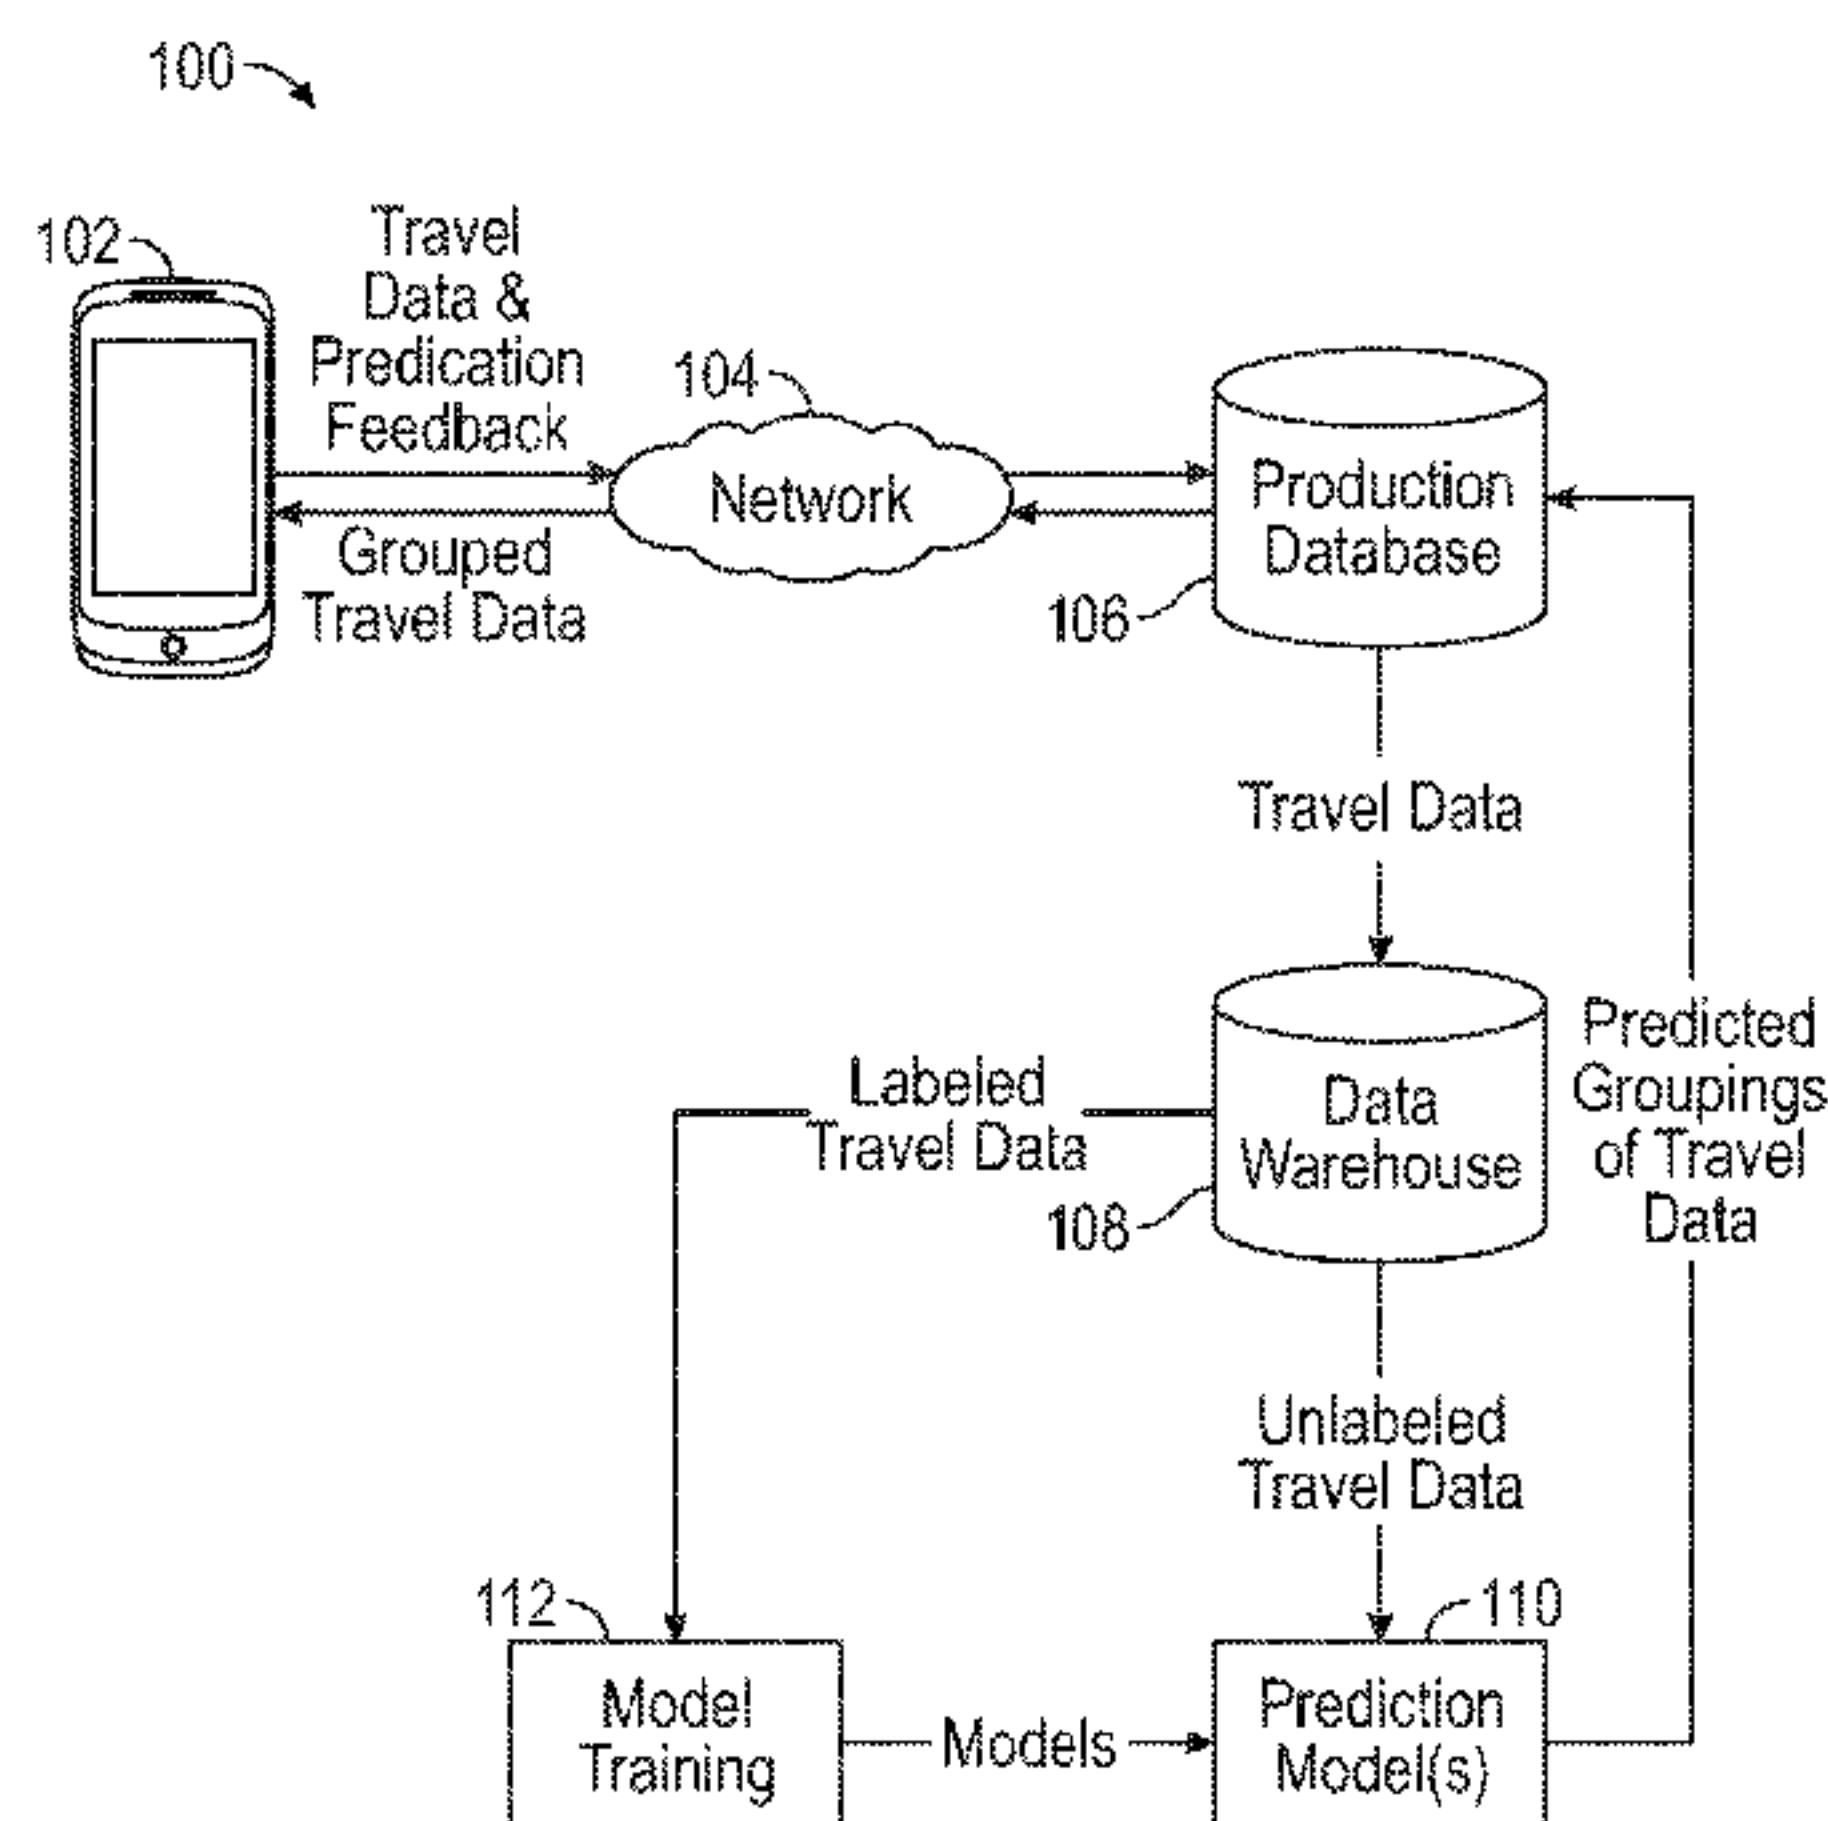 100
102
Travel
Data &
Predication
Feedback
104
Network
Grouped
Travel Data
Production
Database
106
Travel Data
Labeled
Travel Data
Data
Warehouse
108
Predicted
Groupings
of Travel
Data
Unlabeled
Travel Data
112
110
Model
Training
Models
Prediction
Model(s)